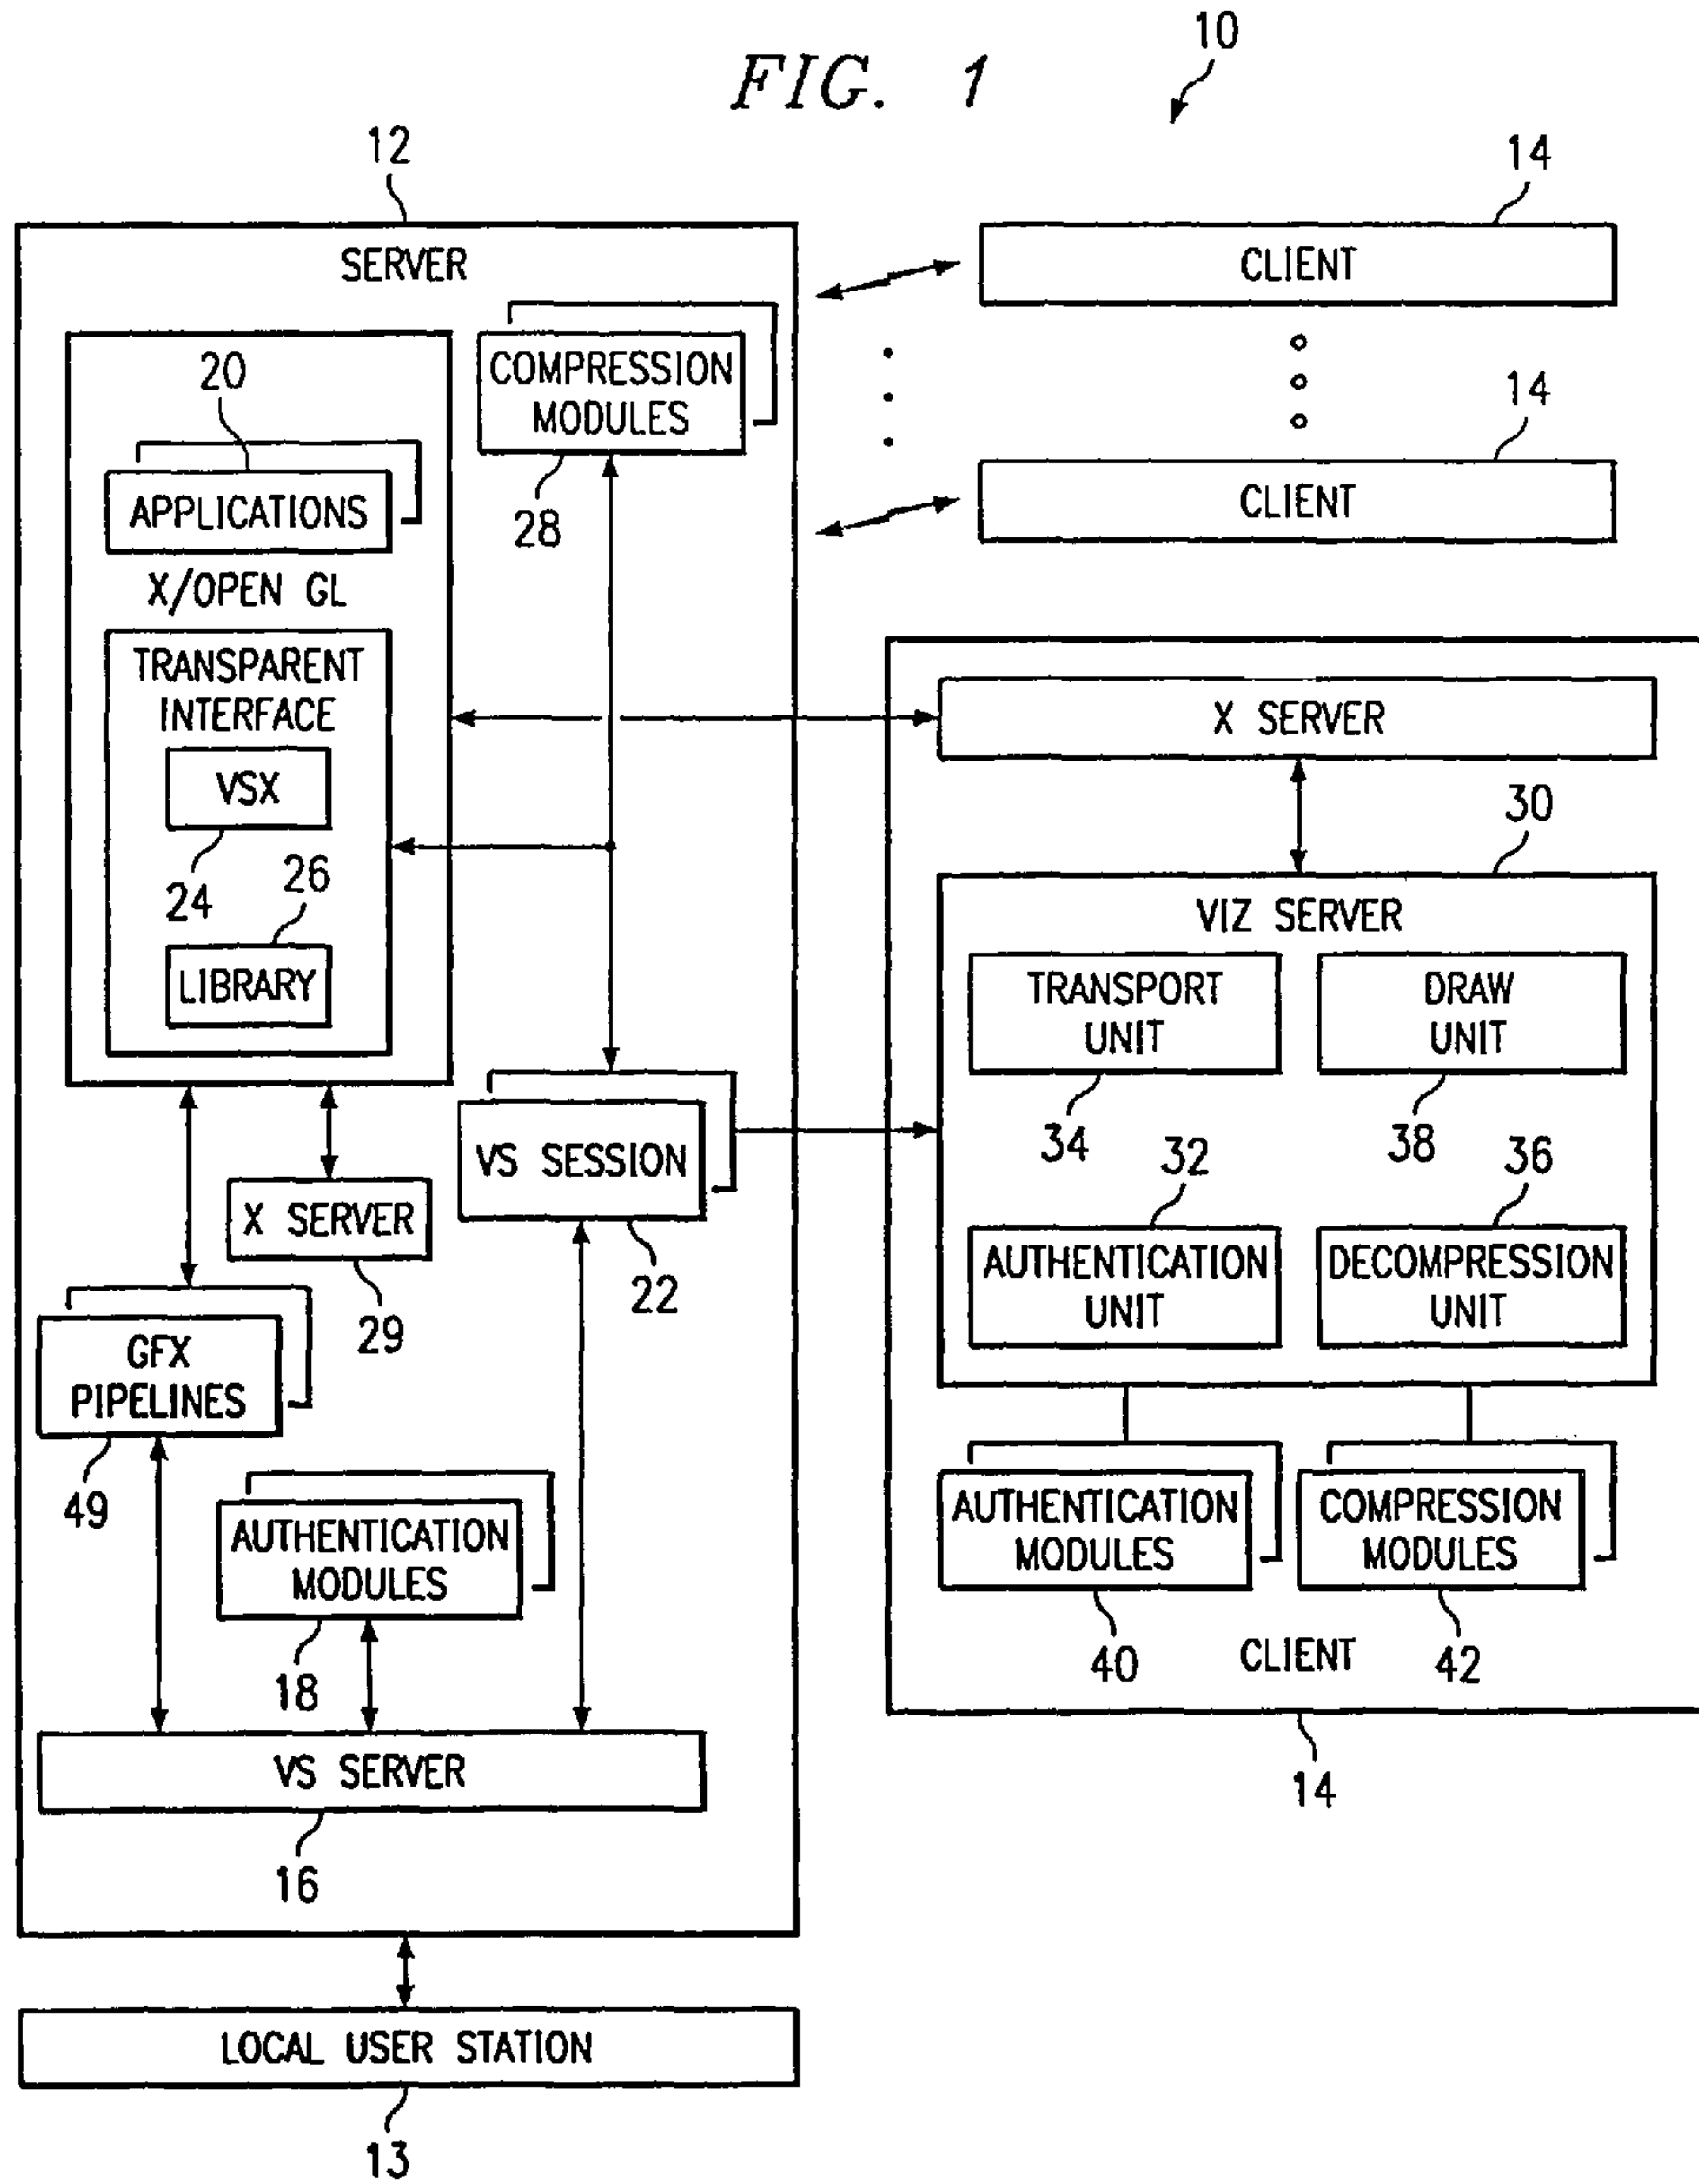 FIG. 1
10
12
SERVER
14
CLIENT
14
CLIENT
COMPRESSION
MODULES
28
20
APPLICATIONS
X/OPEN GL
TRANSPARENT
INTERFACE
VSX
24
26
LIBRARY
X SERVER
30
VIZ SERVER
TRANSPORT
UNIT
34
DRAW
UNIT
38
32
AUTHENTICATION
UNIT
36
DECOMPRESSION
UNIT
VS SESSION
22
X SERVER
29
GFX
PIPELINES
49
AUTHENTICATION
MODULES
18
AUTHENTICATION
MODULES
40
COMPRESSION
MODULES
42
CLIENT
14
VS SERVER
16
LOCAL USER STATION
13